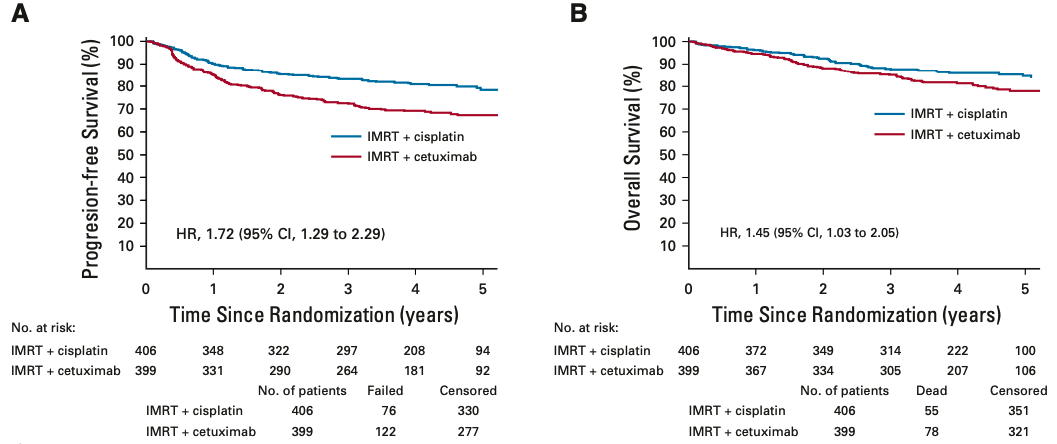 A
Progresion-free Survival (%)
100
90
80
70
60
50
40
30
20
10
IMRT + cisplatin
IMRT + cetuximab
HR, 1.72 (95% CI, 1.29 to 2.29)
0 1 2 3 4 5
Time Since Randomization (years)
No. at risk:
IMRT + cisplatin 406 348 322 297 208 94
IMRT + cetuximab 399 331 290 264 181 92
No. of patients Failed Censored
IMRT + cisplatin 406 76 330
IMRT + cetuximab 399 122 277
B
Overall Survival (%)
100
90
80
70
60
50
40
30
20
10
IMRT + cisplatin
IMRT + cetuximab
HR, 1.45 (95% CI, 1.03 to 2.05)
0 1 2 3 4 5
Time Since Randomization (years)
No. at risk:
IMRT + cisplatin 406 372 349 314 222 100
IMRT + cetuximab 399 367 334 305 207 106
No. of patients Dead Censored
IMRT + cisplatin 406 55 351
IMRT + cetuximab 399 78 321